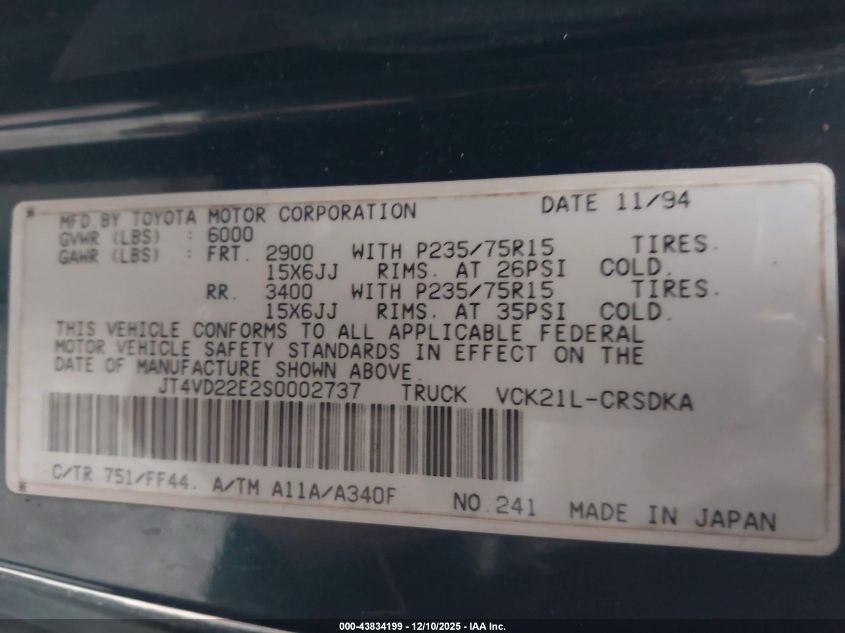 MFD BY TOYOTA MOTOR CORPORATION DATE 11/94
GVWR (LBS) : 6000
GAWR (LBS) : FRT. 2900 WITH P235/75R15 TIRES.
15X6JJ RIMS. AT 26PSI COLD.
RR. 3400 WITH P235/75R15 TIRES.
15X6JJ RIMS. AT 35PSI COLD.
THIS VEHICLE CONFORMS TO ALL APPLICABLE FEDERAL
MOTOR VEHICLE SAFETY STANDARDS IN EFFECT ON THE
DATE OF MANUFACTURE SHOWN ABOVE.
JT4VD22E2S0002737 TRUCK VCK21L-CRSDKA
C/TR 751/FF44. A/TM A11A/A340F NO.241 MADE IN JAPAN
000-43834199 - 12/10/2025 - IAA Inc.